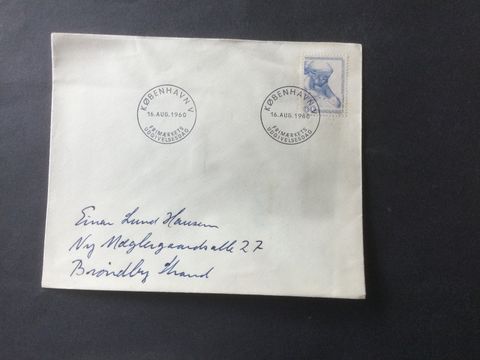 KØBENHAVN V
16.AUG.1960
FRIMÆRKETS
UDGIVELSESDAG
KØBENHAVN V
16.AUG.1960
FRIMÆRKETS
UDGIVELSESDAG
Einar Lund Hansen
Ny Møglegaardsalle 27
Brøndby Strand